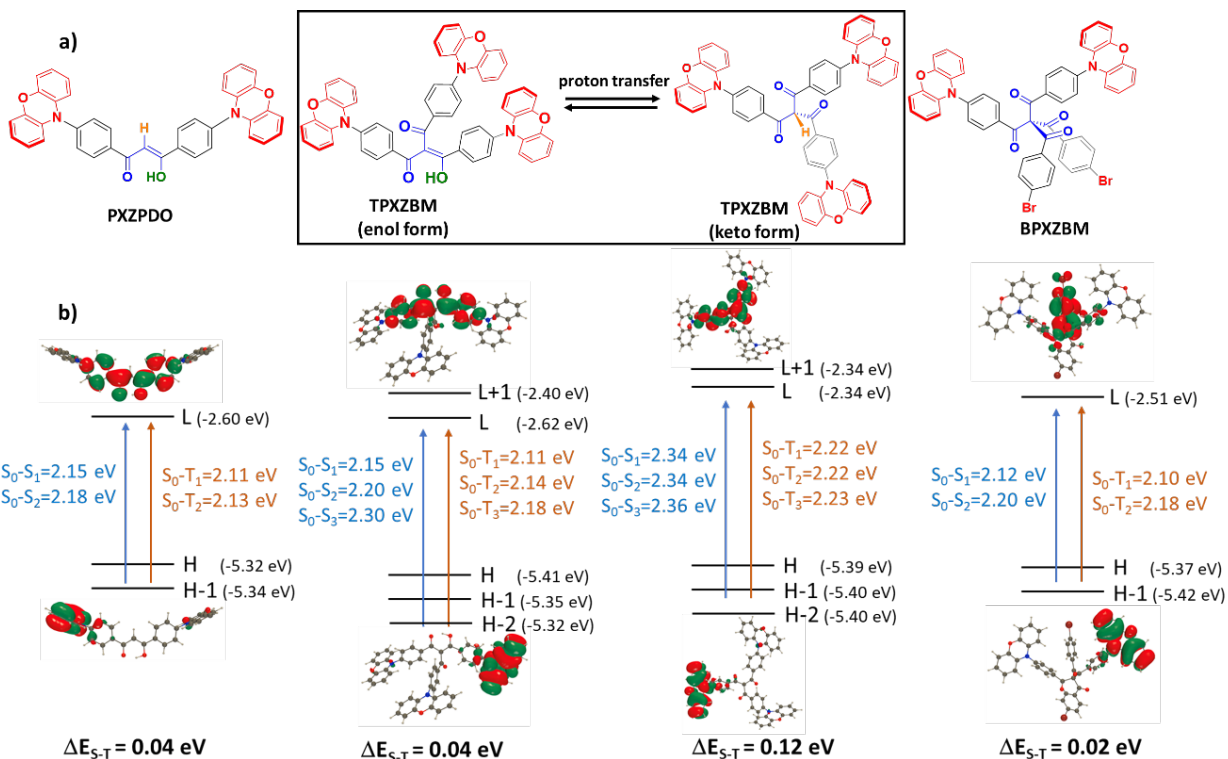 a)
O
N
H
O
HO
N
O
PXZPDO
O
N
O
N
O
O
HO
N
O
TPXZBM
(enol form)
proton transfer
O
N
O
O
O
H
N
O
N
O
TPXZBM
(keto form)
O
N
O
N
O
O
O
O
Br
Br
BPXZBM
b)
L (-2.60 eV)
S0-S1=2.15 eV
S0-S2=2.18 eV
S0-T1=2.11 eV
S0-T2=2.13 eV
H (-5.32 eV)
H-1 (-5.34 eV)
ΔES-T = 0.04 eV
L+1 (-2.40 eV)
L (-2.62 eV)
S0-S1=2.15 eV
S0-S2=2.20 eV
S0-S3=2.30 eV
S0-T1=2.11 eV
S0-T2=2.14 eV
S0-T3=2.18 eV
H (-5.41 eV)
H-1 (-5.35 eV)
H-2 (-5.32 eV)
ΔES-T = 0.04 eV
L+1 (-2.34 eV)
L (-2.34 eV)
S0-S1=2.34 eV
S0-S2=2.34 eV
S0-S3=2.36 eV
S0-T1=2.22 eV
S0-T2=2.22 eV
S0-T3=2.23 eV
H (-5.39 eV)
H-1 (-5.40 eV)
H-2 (-5.40 eV)
ΔES-T = 0.12 eV
L (-2.51 eV)
S0-S1=2.12 eV
S0-S2=2.20 eV
S0-T1=2.10 eV
S0-T2=2.18 eV
H (-5.37 eV)
H-1 (-5.42 eV)
ΔES-T = 0.02 eV